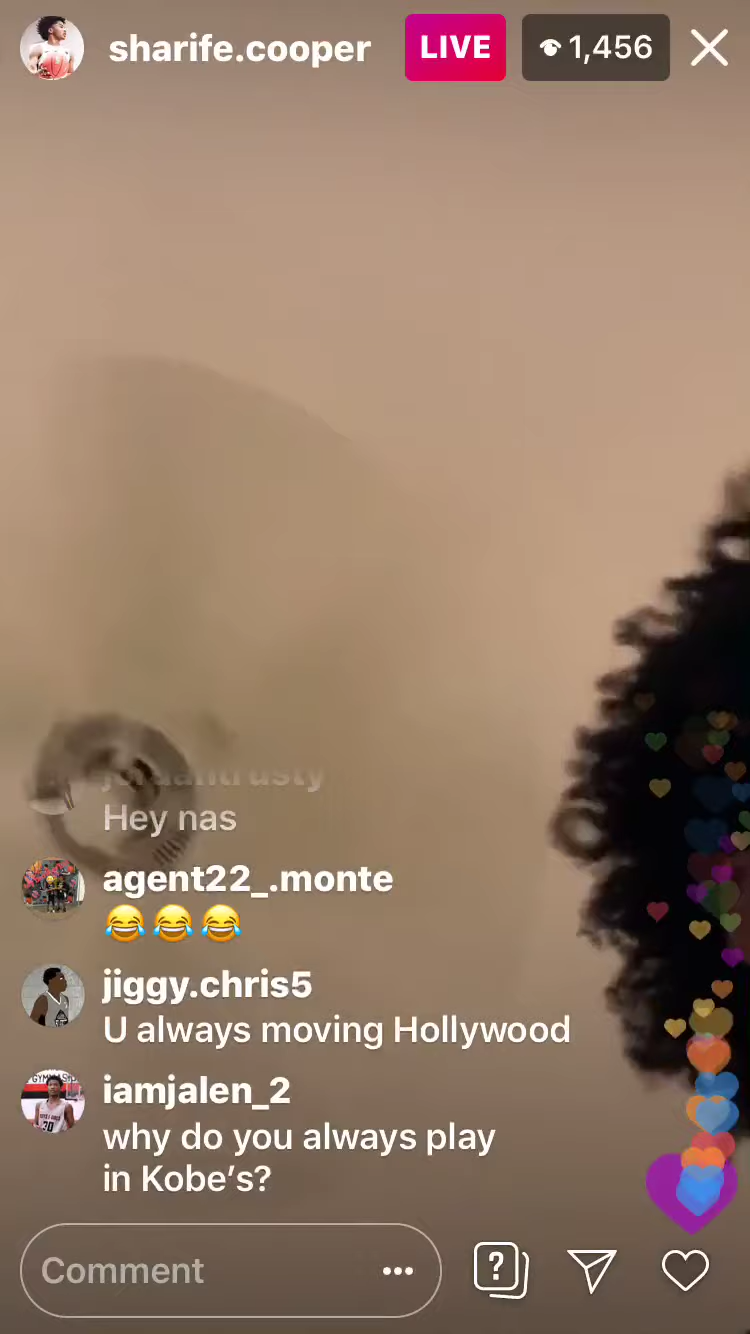 sharife.cooper LIVE 1,456
jordantrusty
Hey nas
agent22_.monte
😂😂😂
jiggy.chris5
U always moving Hollywood
iamjalen_2
why do you always play
in Kobe's?
Comment